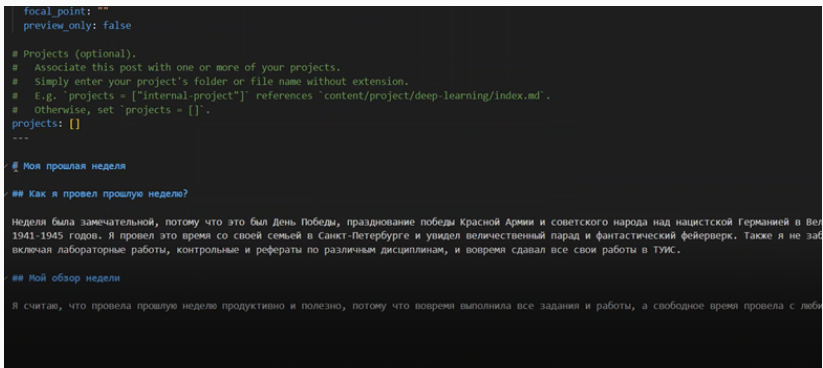 focal_point: ""
preview_only: false
# Projects (optional).
#   Associate this post with one or more of your projects.
#   Simply enter your project's folder or file name without extension.
#   E.g. `projects = ["internal-project"]` references `content/project/deep-learning/index.md`.
#   Otherwise, set `projects = []`.
projects: []
---
# Моя прошлая неделя
## Как я провел прошлую неделю?
Неделя была замечательной, потому что это был День Победы, празднование победы Красной Армии и советского народа над нацистской Германией в
1941-1945 годов. Я провел это время со своей семьей в Санкт-Петербурге и увидел величественный парад и фантастический фейерверк. Также я не
включая лабораторные работы, контрольные и рефераты по различным дисциплинам, и вовремя сдавал все свои работы в ТУИС.
## Мой обзор недели
Я считаю, что провела прошлую неделю продуктивно и полезно, потому что вовремя выполнила все задания и работы, а свободное время провела с